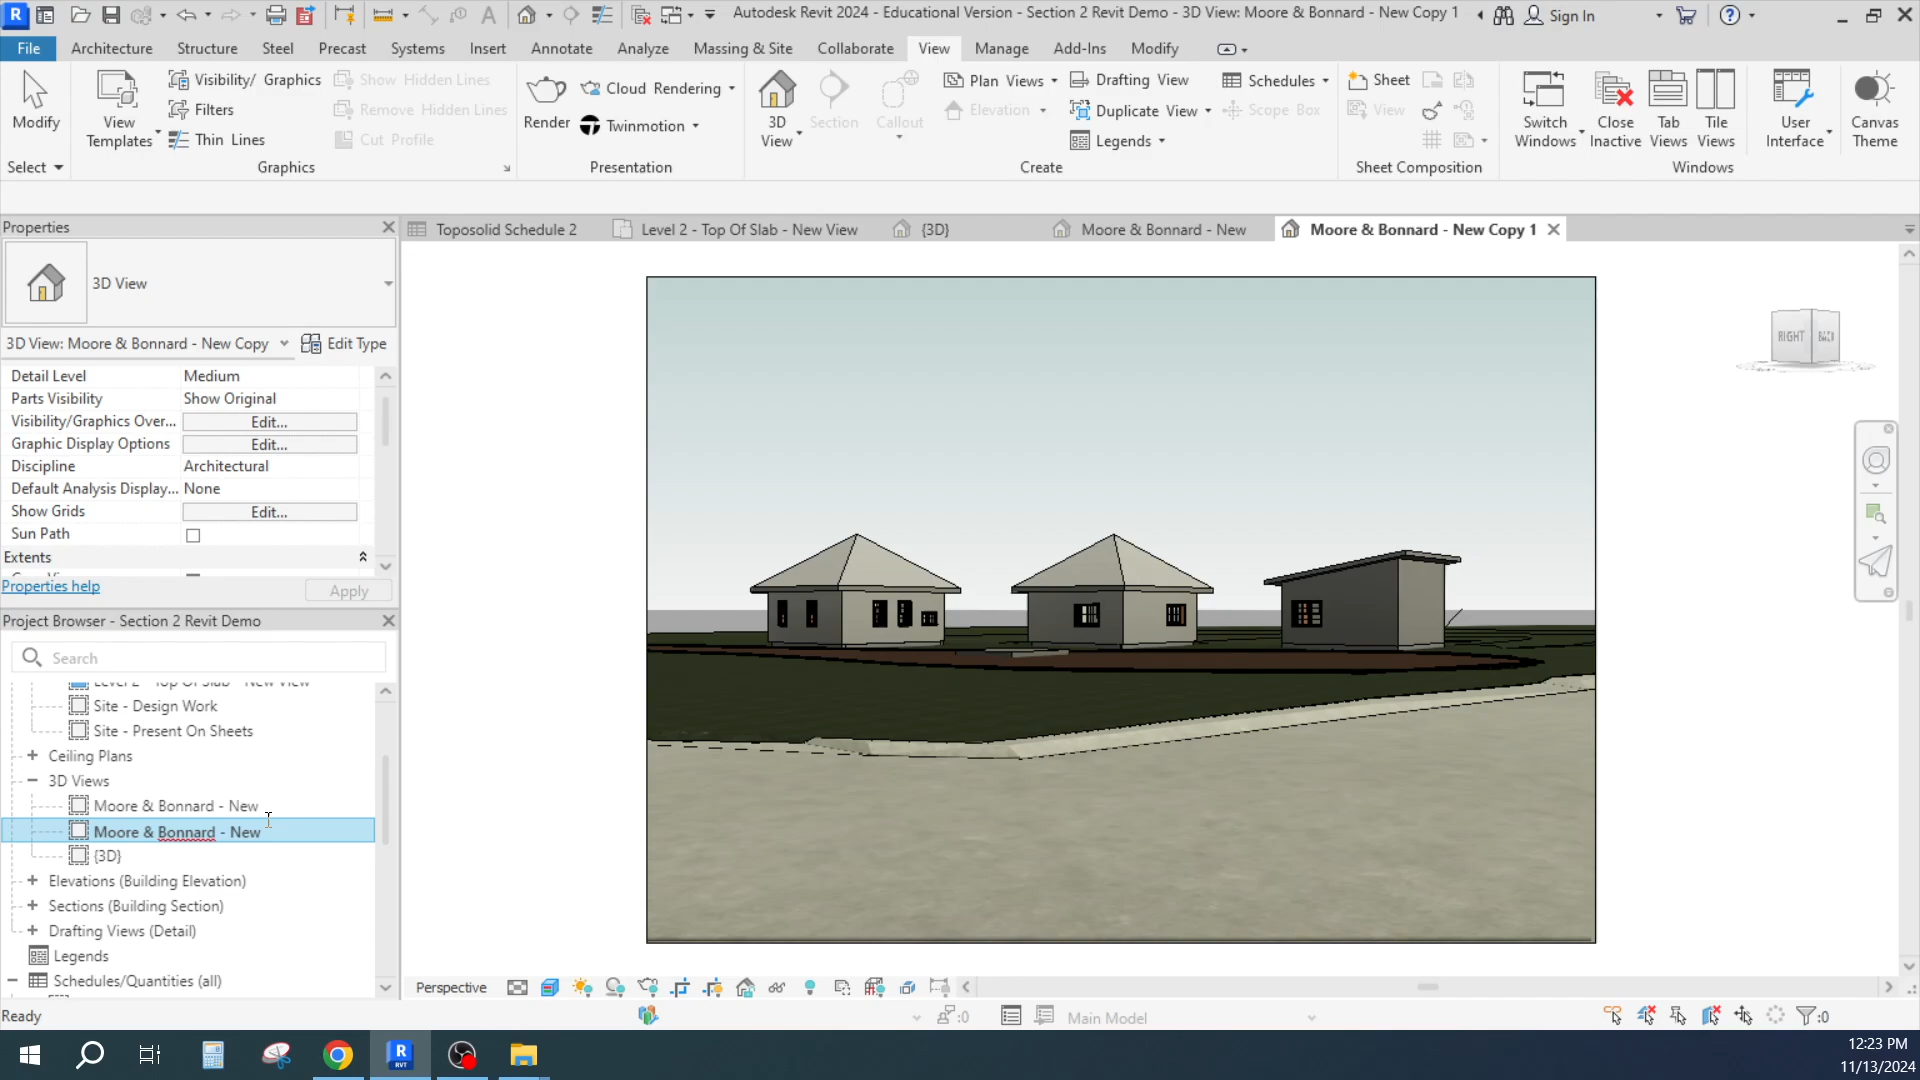 Autodesk Revit 2024 - Educational Version - Section 2 Revit Demo - 3D View: Moore & Bonnard - New Copy 1
Sign In
File Architecture Structure Steel Precast Systems Insert Annotate Analyze Massing & Site Collaborate View Manage Add-Ins Modify
Modify
View Templates
Visibility/ Graphics
Filters
Thin Lines
Show Hidden Lines
Remove Hidden Lines
Cut Profile
Render
Cloud Rendering
Twinmotion
3D View
Section
Callout
Plan Views
Elevation
Drafting View
Duplicate View
Legends
Schedules
Scope Box
Sheet
View
Switch Windows
Close Inactive
Tab Views
Tile Views
User Interface
Canvas Theme
Select
Graphics
Presentation
Create
Sheet Composition
Windows
Properties
Toposolid Schedule 2
Level 2 - Top Of Slab - New View
{3D}
Moore & Bonnard - New
Moore & Bonnard - New Copy 1
3D View
3D View: Moore & Bonnard - New Copy
Edit Type
Detail Level Medium
Parts Visibility Show Original
Visibility/Graphics Over... Edit...
Graphic Display Options Edit...
Discipline Architectural
Default Analysis Display... None
Show Grids Edit...
Sun Path
Extents
Properties help
Apply
RIGHT
BACK
Project Browser - Section 2 Revit Demo
Search
Level 2 - Top Of Slab - New View
Site - Design Work
Site - Present On Sheets
Ceiling Plans
3D Views
Moore & Bonnard - New
Moore & Bonnard - New
{3D}
Elevations (Building Elevation)
Sections (Building Section)
Drafting Views (Detail)
Legends
Schedules/Quantities (all)
Perspective
Ready
:0
Main Model
:0
R
RVT
12:23 PM
11/13/2024